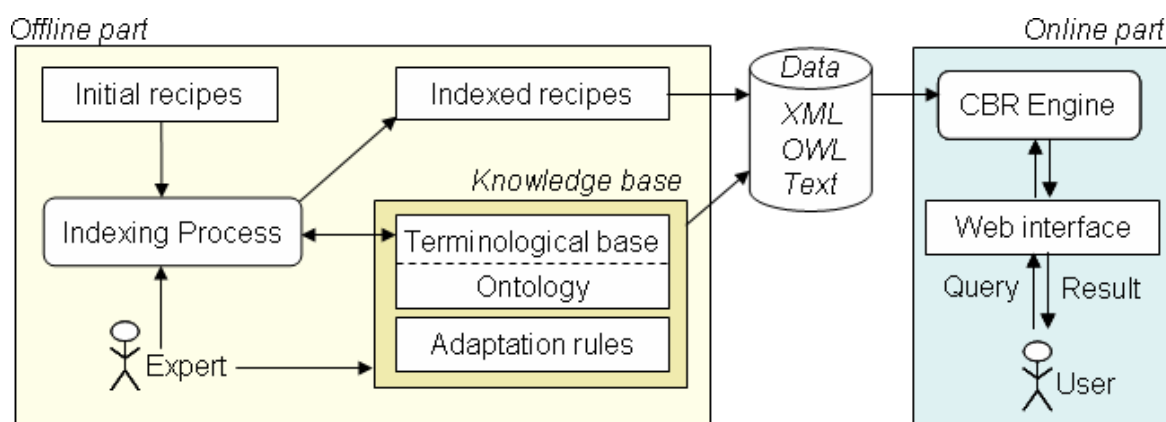 Offline part
Online part
Initial recipes
Indexed recipes
Data
XML
OWL
Text
CBR Engine
Knowledge base
Indexing Process
Terminological base
Ontology
Adaptation rules
Web interface
Query
Result
Expert
User